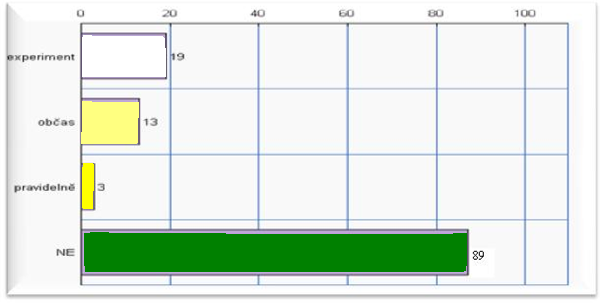 0 20 40 60 80 100
experiment 19
občas 13
pravidelně 3
NE 89